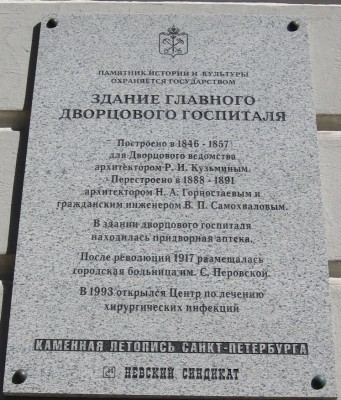 ПАМЯТНИК ИСТОРИИ И КУЛЬТУРЫ
ОХРАНЯЕТСЯ ГОСУДАРСТВОМ
ЗДАНИЕ ГЛАВНОГО
ДВОРЦОВОГО ГОСПИТАЛЯ
Построено в 1846 - 1857
для Дворцового ведомства
архитектором Р. И. Кузьминым.
Перестроено в 1888 - 1891
архитектором Н. А. Горностаевым и
гражданским инженером В. П. Самохваловым.
В здании дворцового госпиталя
находилась придворная аптека.
После революций 1917 размещалась
городская больница им. С. Перовской.
В 1993 открылся Центр по лечению
хирургических инфекций
КАМЕННАЯ ЛЕТОПИСЬ САНКТ-ПЕТЕРБУРГА
НЕВСКИЙ СИНДИКАТ